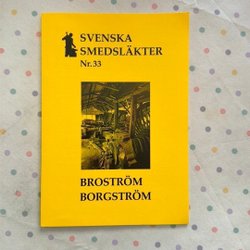 SVENSKA
SMEDSLÄKTER
Nr.33
BROSTRÖM
BORGSTRÖM